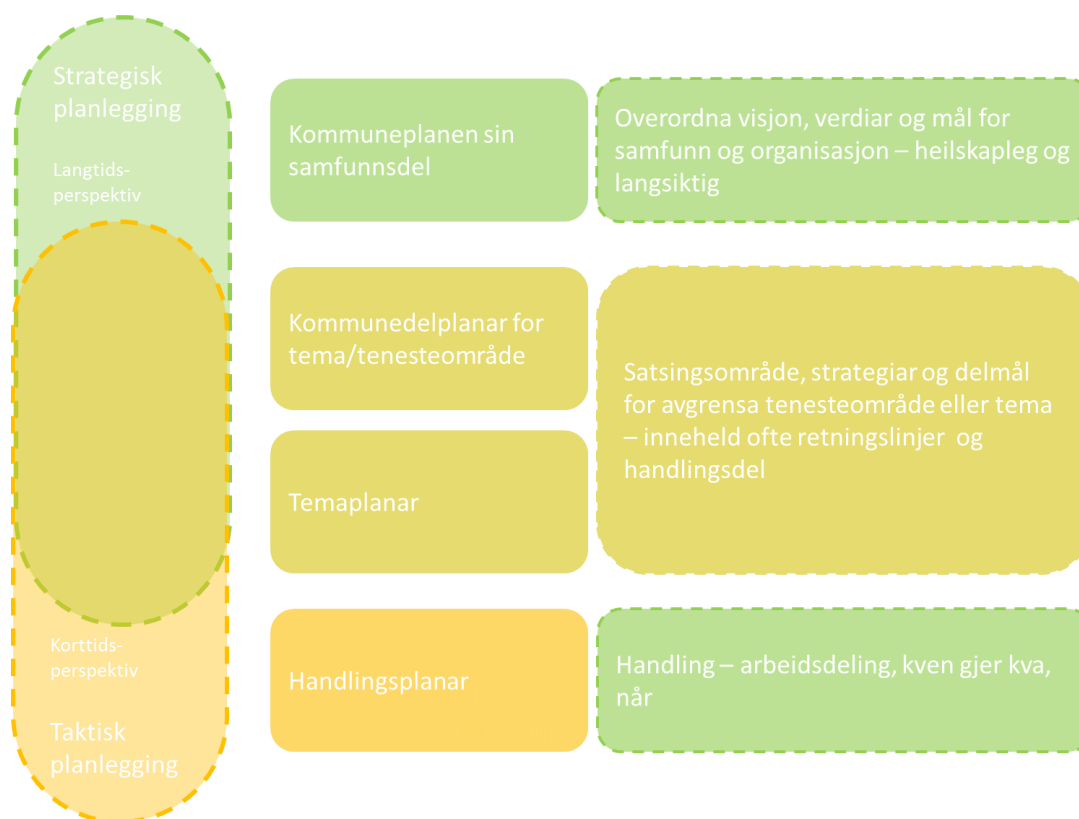 Strategisk
planlegging
Langtids-
perspektiv
Korttids-
perspektiv
Taktisk
planlegging
Kommuneplanen sin
samfunnsdel
Overordna visjon, verdiar og mål for
samfunn og organisasjon – heilskapleg og
langsiktig
Kommunedelplanar for
tema/tenesteområde
Temaplanar
Satsingsområde, strategiar og delmål
for avgrensa tenesteområde eller tema
– inneheld ofte retningslinjer og
handlingsdel
Handlingsplanar
Handling – arbeidsdeling, kven gjer kva,
når